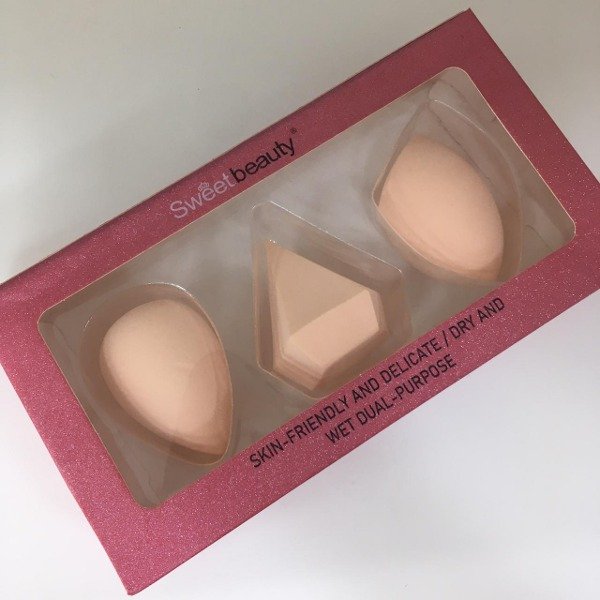 Sweetbeauty®
SKIN-FRIENDLY AND DELICATE / DRY AND
WET DUAL-PURPOSE